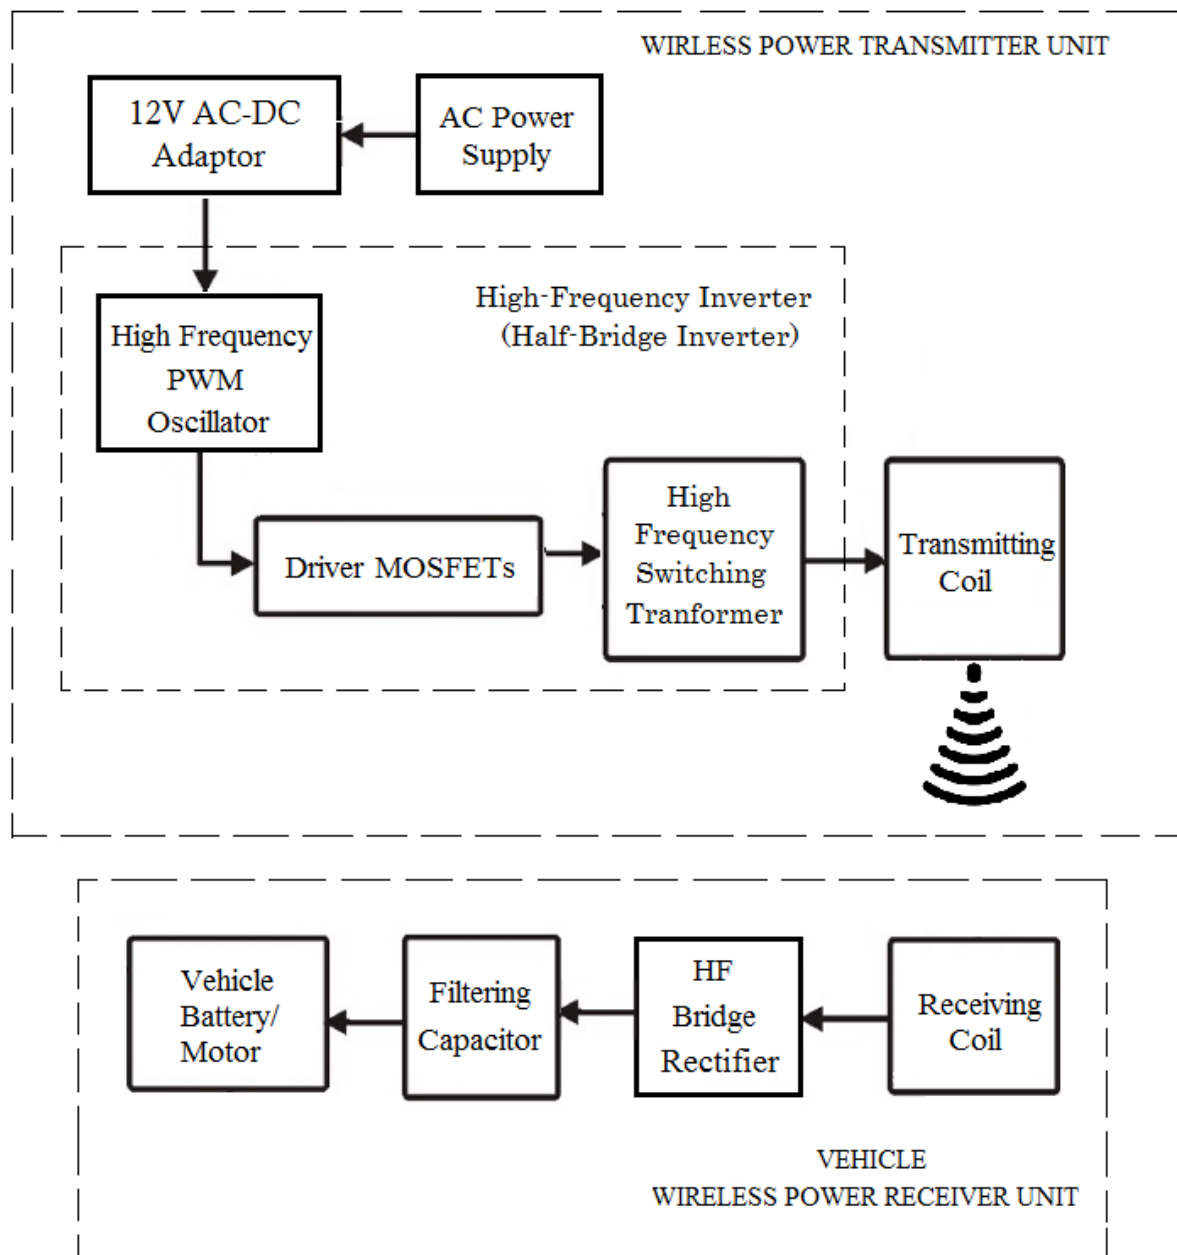 WIRLESS POWER TRANSMITTER UNIT
12V AC-DC
Adaptor
AC Power
Supply
High-Frequency Inverter
(Half-Bridge Inverter)
High Frequency
PWM
Oscillator
Driver MOSFETs
High
Frequency
Switching
Tranformer
Transmitting
Coil
Vehicle
Battery/
Motor
Filtering
Capacitor
HF
Bridge
Rectifier
Receiving
Coil
VEHICLE
WIRELESS POWER RECEIVER UNIT